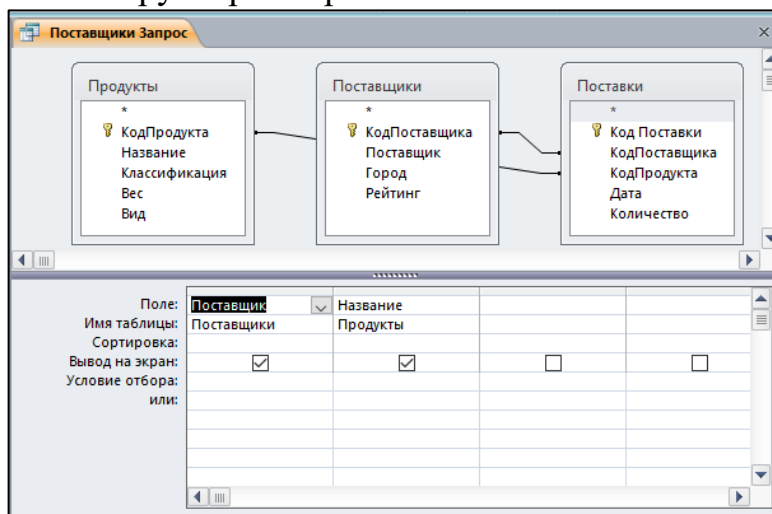 Поставщики Запрос
Продукты
*
КодПродукта
Название
Классификация
Вес
Вид
Поставщики
*
КодПоставщика
Поставщик
Город
Рейтинг
Поставки
*
Код Поставки
КодПоставщика
КодПродукта
Дата
Количество
Поле: Поставщик Название
Имя таблицы: Поставщики Продукты
Сортировка:
Вывод на экран:
Условие отбора:
или: